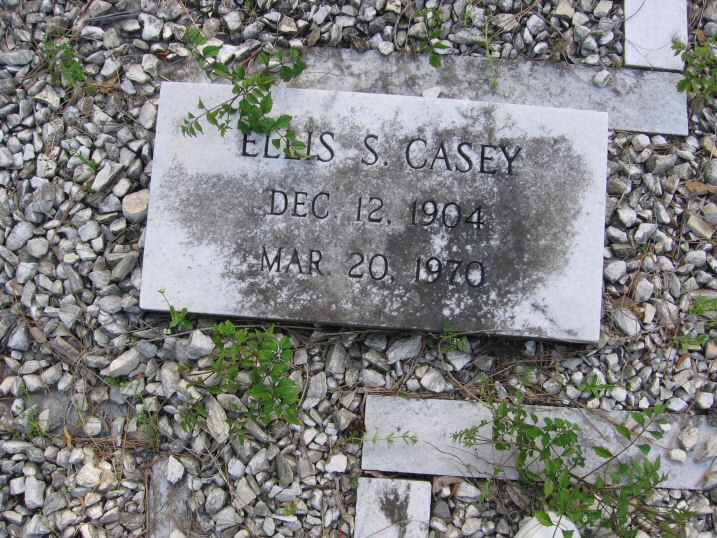 ELLIS S. CASEY
DEC. 12, 1904
MAR. 20, 1970